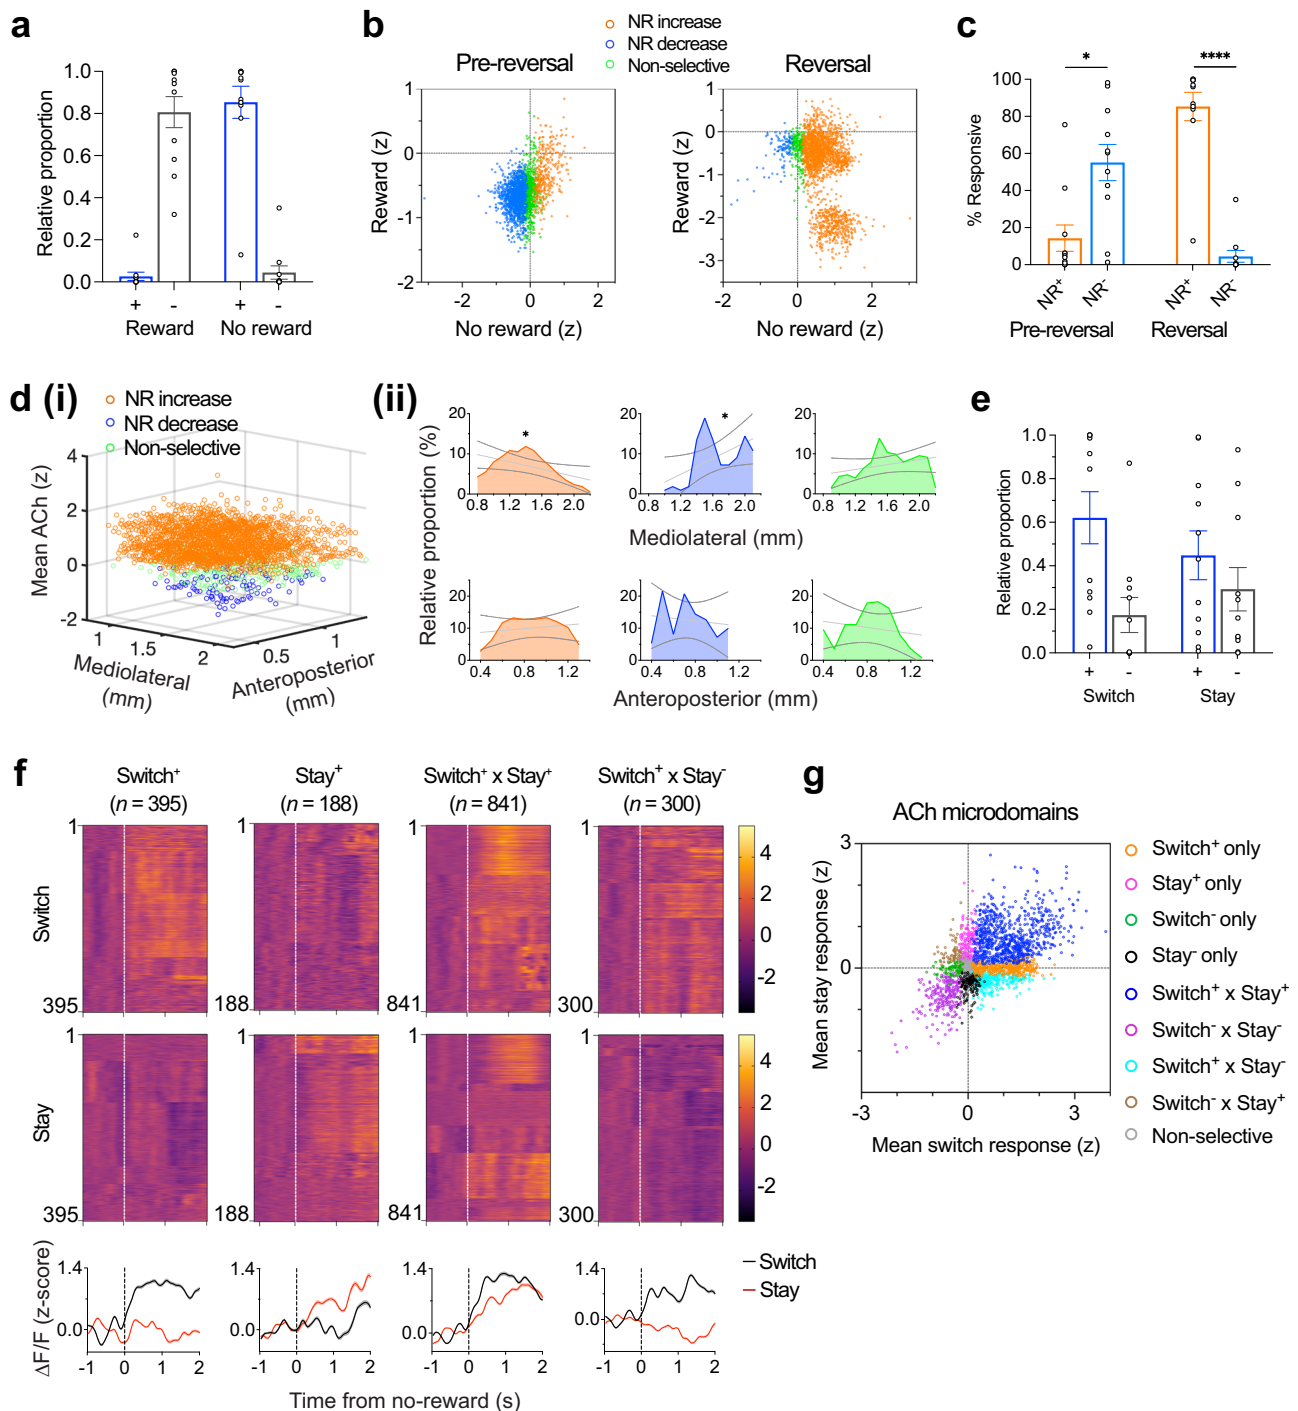 a
1.0
0.8
0.6
0.4
0.2
0.0
Relative proportion
+ - + -
Reward No reward
b
NR increase
NR decrease
Non-selective
Pre-reversal
Reversal
Reward (z)
1
0
-1
-2
-2 0 2
No reward (z)
Reward (z)
1
0
-1
-2
-3
-2 0 2
No reward (z)
c
* ****
% Responsive
100
80
60
40
20
0
NR⁺ NR⁻ NR⁺ NR⁻
Pre-reversal Reversal
d (i)
NR increase
NR decrease
Non-selective
Mean ACh (z)
4
2
0
-2
1 1.5 2
Mediolateral
(mm)
0.5 1
Anteroposterior
(mm)
(ii)
Relative proportion (%)
20
10
0
*
0.8 1.2 1.6 2.0
20
10
0
*
0.8 1.2 1.6 2.0
20
10
0
0.8 1.2 1.6 2.0
Mediolateral (mm)
20
10
0
0.4 0.8 1.2
20
10
0
0.4 0.8 1.2
20
10
0
0.4 0.8 1.2
Anteroposterior (mm)
e
Relative proportion
1.0
0.8
0.6
0.4
0.2
0.0
+ - + -
Switch Stay
f
Switch⁺ Stay⁺ Switch⁺ x Stay⁺ Switch⁺ x Stay⁻
(n = 395) (n = 188) (n = 841) (n = 300)
Switch
1 1 1 1
395 188 841 300
4
2
0
-2
Stay
1 1 1 1
395 188 841 300
4
2
0
-2
ΔF/F (z-score)
1.4 1.4 1.4 1.4
0.0 0.0 0.0 0.0
-1 0 1 2 -1 0 1 2 -1 0 1 2 -1 0 1 2
Time from no-reward (s)
Switch
Stay
g
ACh microdomains
Mean stay response (z)
3
0
-3 0 3
Mean switch response (z)
Switch⁺ only
Stay⁺ only
Switch⁻ only
Stay⁻ only
Switch⁺ x Stay⁺
Switch⁻ x Stay⁻
Switch⁺ x Stay⁻
Switch⁻ x Stay⁺
Non-selective